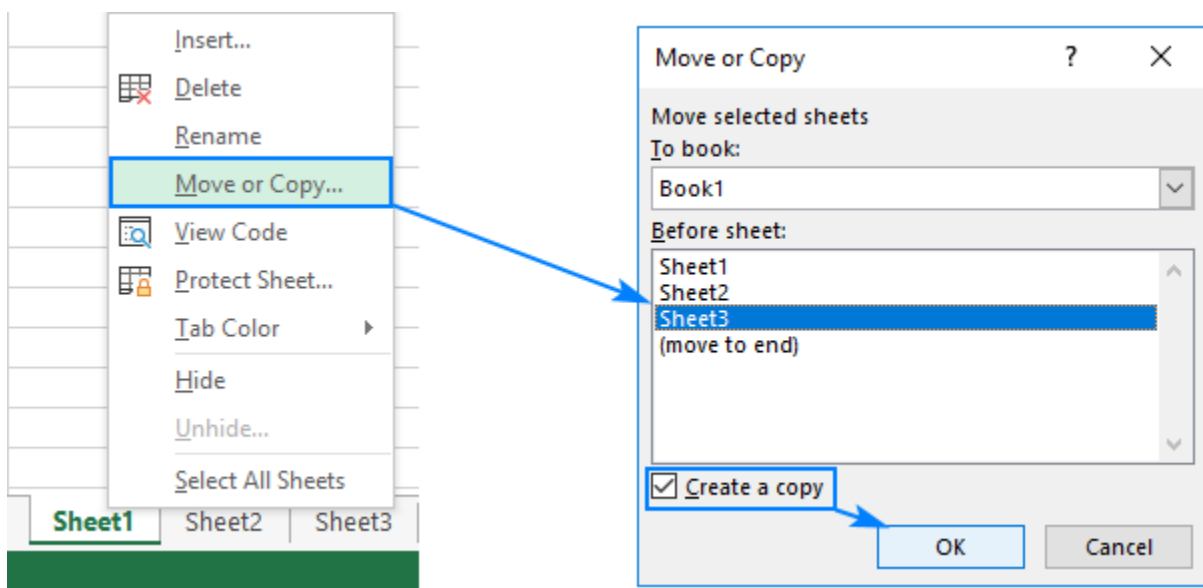 Insert...
Delete
Rename
Move or Copy...
View Code
Protect Sheet...
Tab Color
Hide
Unhide...
Select All Sheets
Sheet1 Sheet2 Sheet3
Move or Copy ?
Move selected sheets
To book:
Book1
Before sheet:
Sheet1
Sheet2
Sheet3
(move to end)
Create a copy
OK Cancel